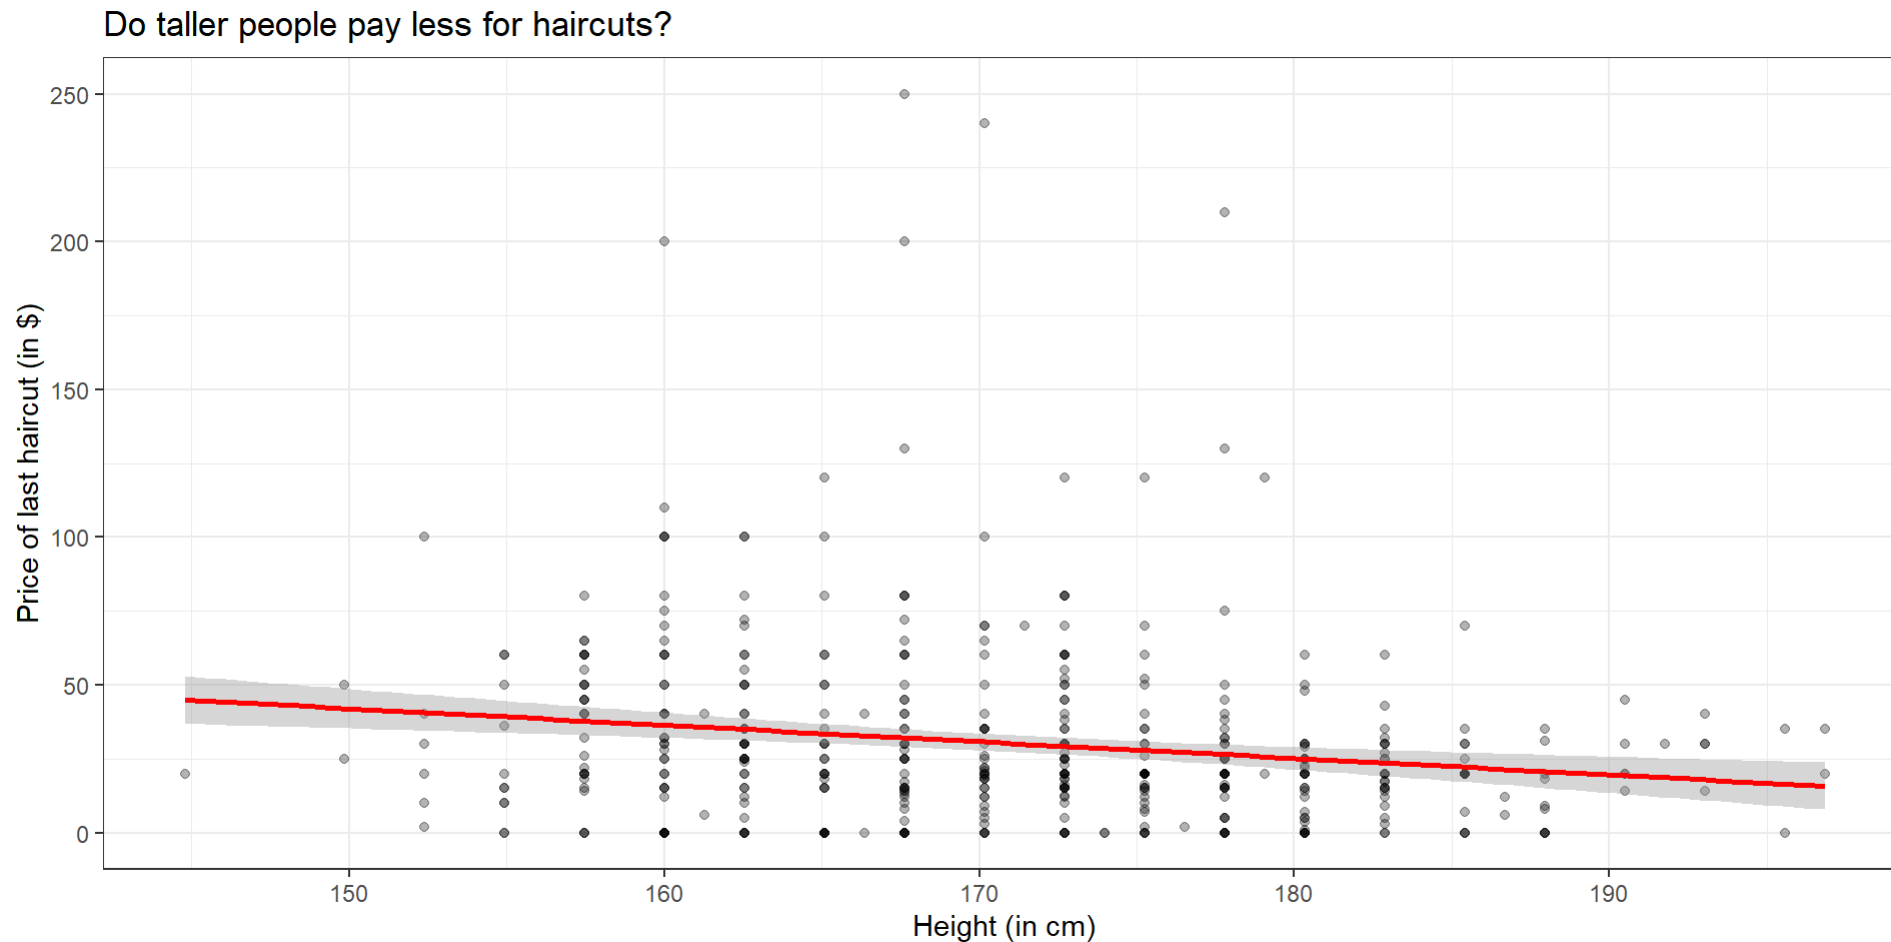 Do taller people pay less for haircuts?
250
200
150
100
50
0
Price of last haircut (in $)
150 160 170 180 190
Height (in cm)